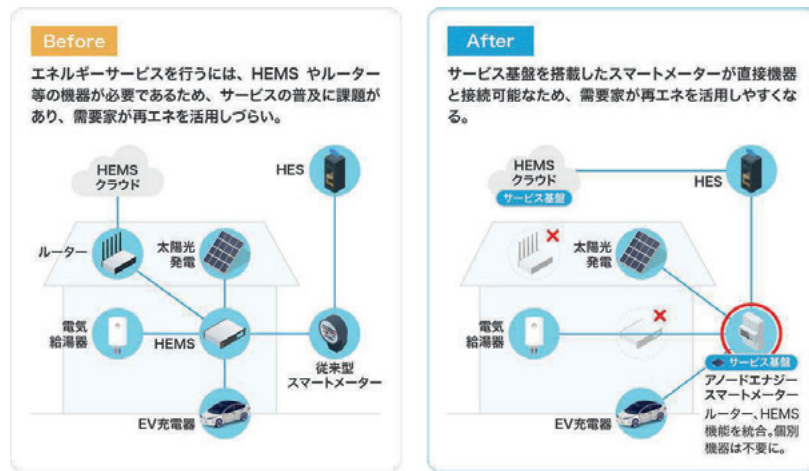 Before
エネルギーサービスを行うには、HEMS やルーター
等の機器が必要であるため、サービスの普及に課題が
あり、需要家が再エネを活用しづらい。
HEMS
クラウド
HES
ルーター
太陽光
発電
電気
給湯器
HEMS
従来型
スマートメーター
EV充電器
After
サービス基盤を搭載したスマートメーターが直接機器
と接続可能なため、需要家が再エネを活用しやすくな
る。
HEMS
クラウド
サービス基盤
HES
太陽光
発電
電気
給湯器
サービス基盤
アノードエナジー
スマートメーター
ルーター、HEMS
機能を統合。個別
機器は不要に。
EV充電器